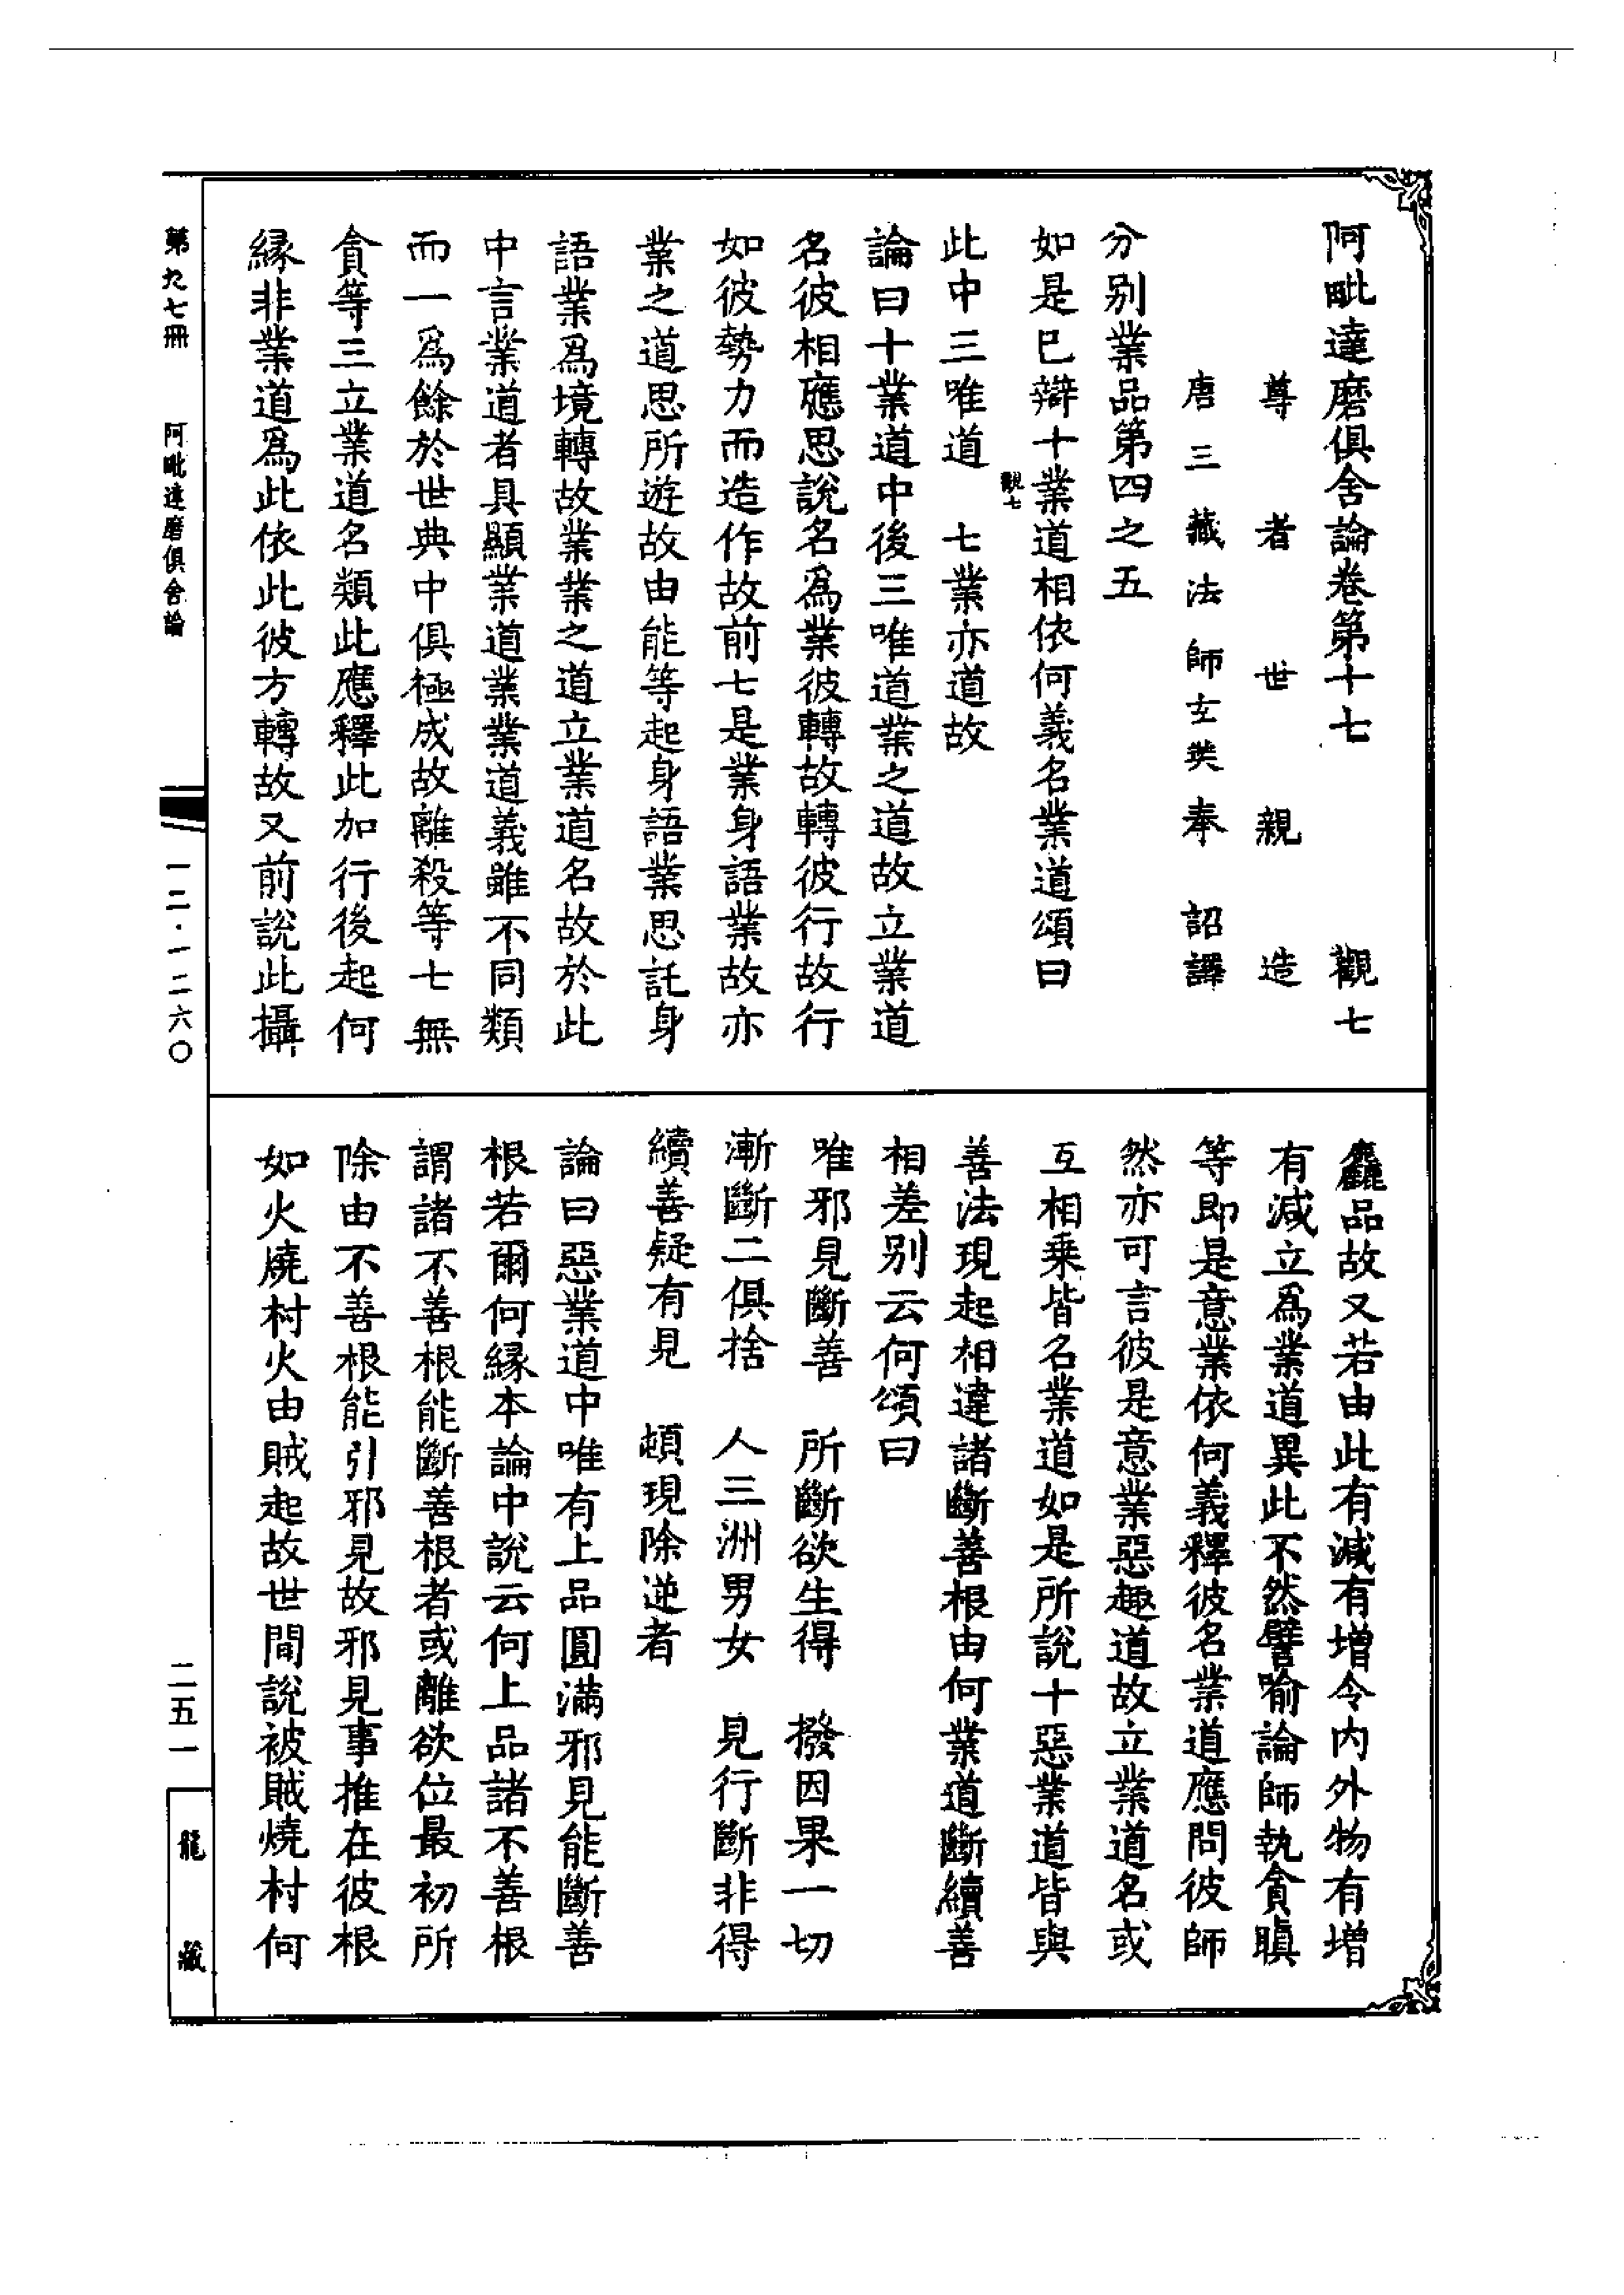 阿毗達磨俱舍論卷第十七　觀七
尊者世親造
唐三藏法師玄奘奉　詔譯
分别業品第四之五
如是已辯十業道相依何義名業道頌曰
觀七
此中三唯道　七業亦道故
論曰十業道中後三唯道業之道故立業道
名彼相應思說名爲業彼轉故轉彼行故行
如彼勢力而造作故前七是業身語業故亦
業之道思所遊故由能等起身語業思託身
語業爲境轉故業業之道立業道名故於此
中言業道者具顯業道業業道義雖不同類
而一爲餘於世典中俱極成故離殺等七無
貪等三立業道名類此應釋此加行後起何
緣非業道爲此依此彼方轉故又前說此攝
麤品故又若由此有減有增令内外物有增
有減立爲業道異此不然譬喻論師執貪瞋
等即是意業依何義釋彼名業道應問彼師
然亦可言彼是意業惡趣道故立業道名或
互相乗皆名業道如是所說十惡業道皆與
善法現起相違諸斷善根由何業道斷續善
相差别云何頌曰
唯邪見斷善　所斷欲生得　撥因果一切
漸斷二俱捨　人三洲男女　見行斷非得
續善疑有見　頓現除逆者
論曰惡業道中唯有上品圓滿邪見能斷善
根若爾何緣本論中說云何上品諸不善根
謂諸不善根能斷善根者或離欲位最初所
除由不善根能引邪見故邪見事推在彼根
如火燒村火由賊起故世間說被賊燒村何
第九七冊　阿毗達磨俱舍論
一二·一二六〇
二五一
龍藏